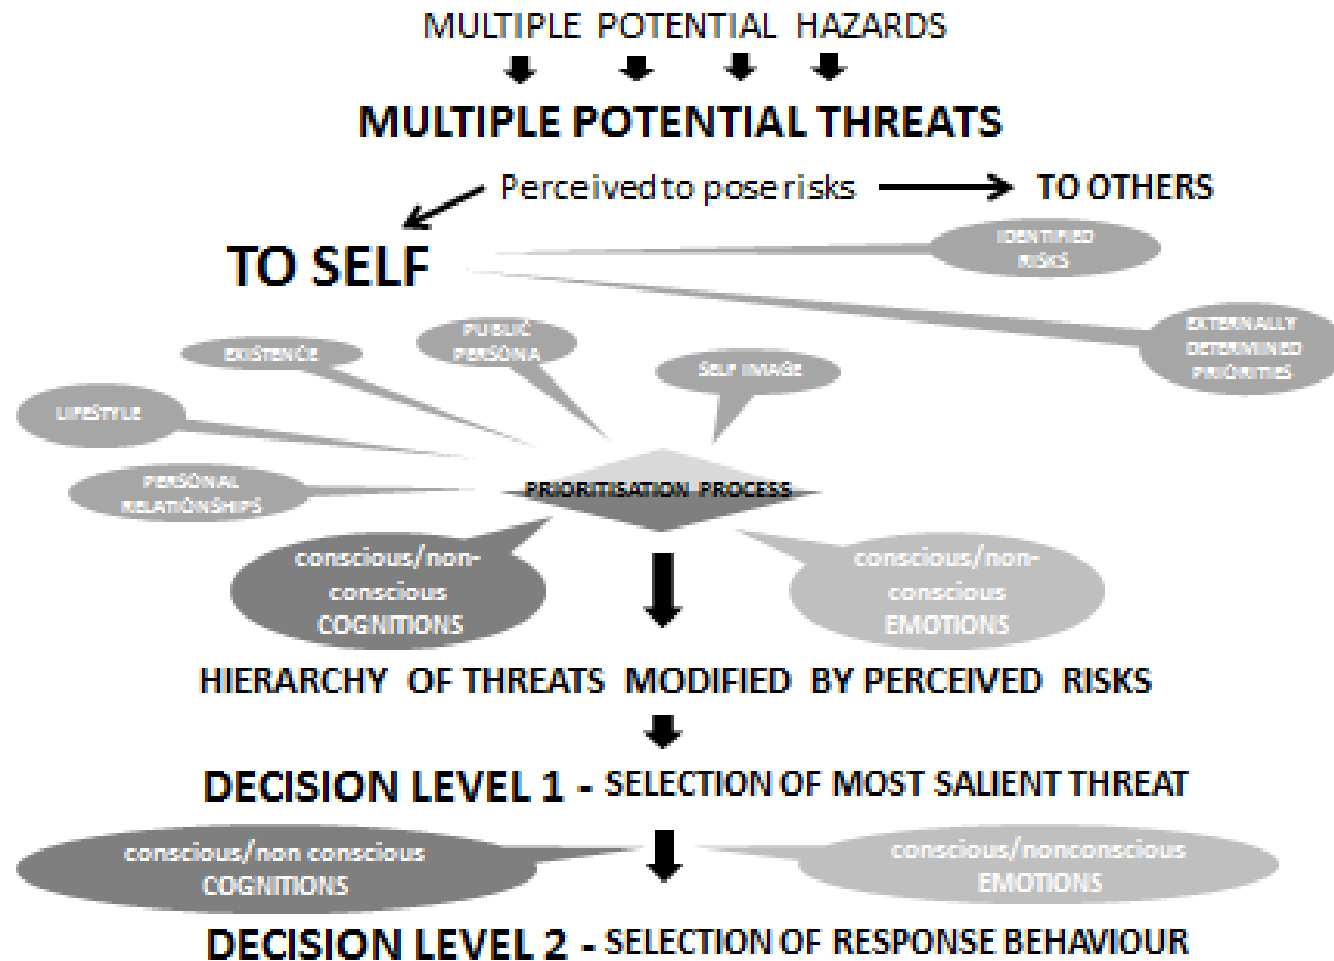 MULTIPLE POTENTIAL HAZARDS
MULTIPLE POTENTIAL THREATS
Perceived to pose risks
TO OTHERS
TO SELF
IDENTIFIED
RISKS
EXTERNALLY
DETERMINED
PRIORITIES
PUBLIC
PERSONA
EXISTENCE
SELF IMAGE
LIFESTYLE
PERSONAL
RELATIONSHIPS
PRIORITISATION PROCESS
conscious/non-
conscious
COGNITIONS
conscious/non-
conscious
EMOTIONS
HIERARCHY OF THREATS MODIFIED BY PERCEIVED RISKS
DECISION LEVEL 1 - SELECTION OF MOST SALIENT THREAT
conscious/non conscious
COGNITIONS
conscious/nonconscious
EMOTIONS
DECISION LEVEL 2 - SELECTION OF RESPONSE BEHAVIOUR